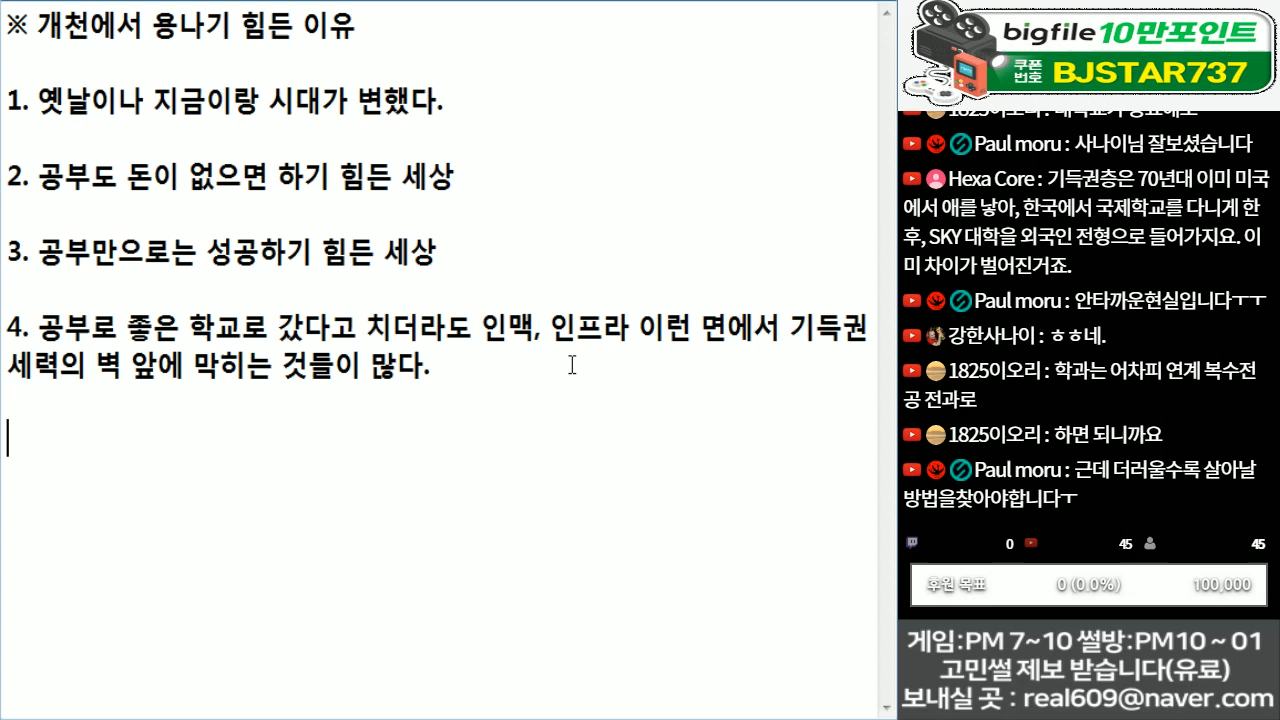 ※ 개천에서 용나기 힘든 이유
1. 옛날이나 지금이랑 시대가 변했다.
2. 공부도 돈이 없으면 하기 힘든 세상
3. 공부만으로는 성공하기 힘든 세상
4. 공부로 좋은 학교로 갔다고 치더라도 인맥, 인프라 이런 면에서 기득권
세력의 벽 앞에 막히는 것들이 많다.
bigfile 10만포인트
쿠폰
번호 BJSTAR737
Paul moru : 사나이님 잘보셨습니다
Hexa Core : 기득권층은 70년대 이미 미국
에서 애를 낳아, 한국에서 국제학교를 다니게 한
후, SKY 대학을 외국인 전형으로 들어가지요. 이
미 차이가 벌어진거죠.
Paul moru : 안타까운현실입니다ㅜㅜ
강한사나이 : ㅎㅎ네.
1825이오리 : 학과는 어차피 연계 복수전
공 전과로
1825이오리 : 하면 되니까요
Paul moru : 근데 더러울수록 살아날
방법을찾아야합니다ㅜ
0 45 45
후원 목표 0 (0.0%) 100,000
게임:PM 7~10 썰방:PM10 ~ 01
고민썰 제보 받습니다(유료)
보내실 곳 : real609@naver.com